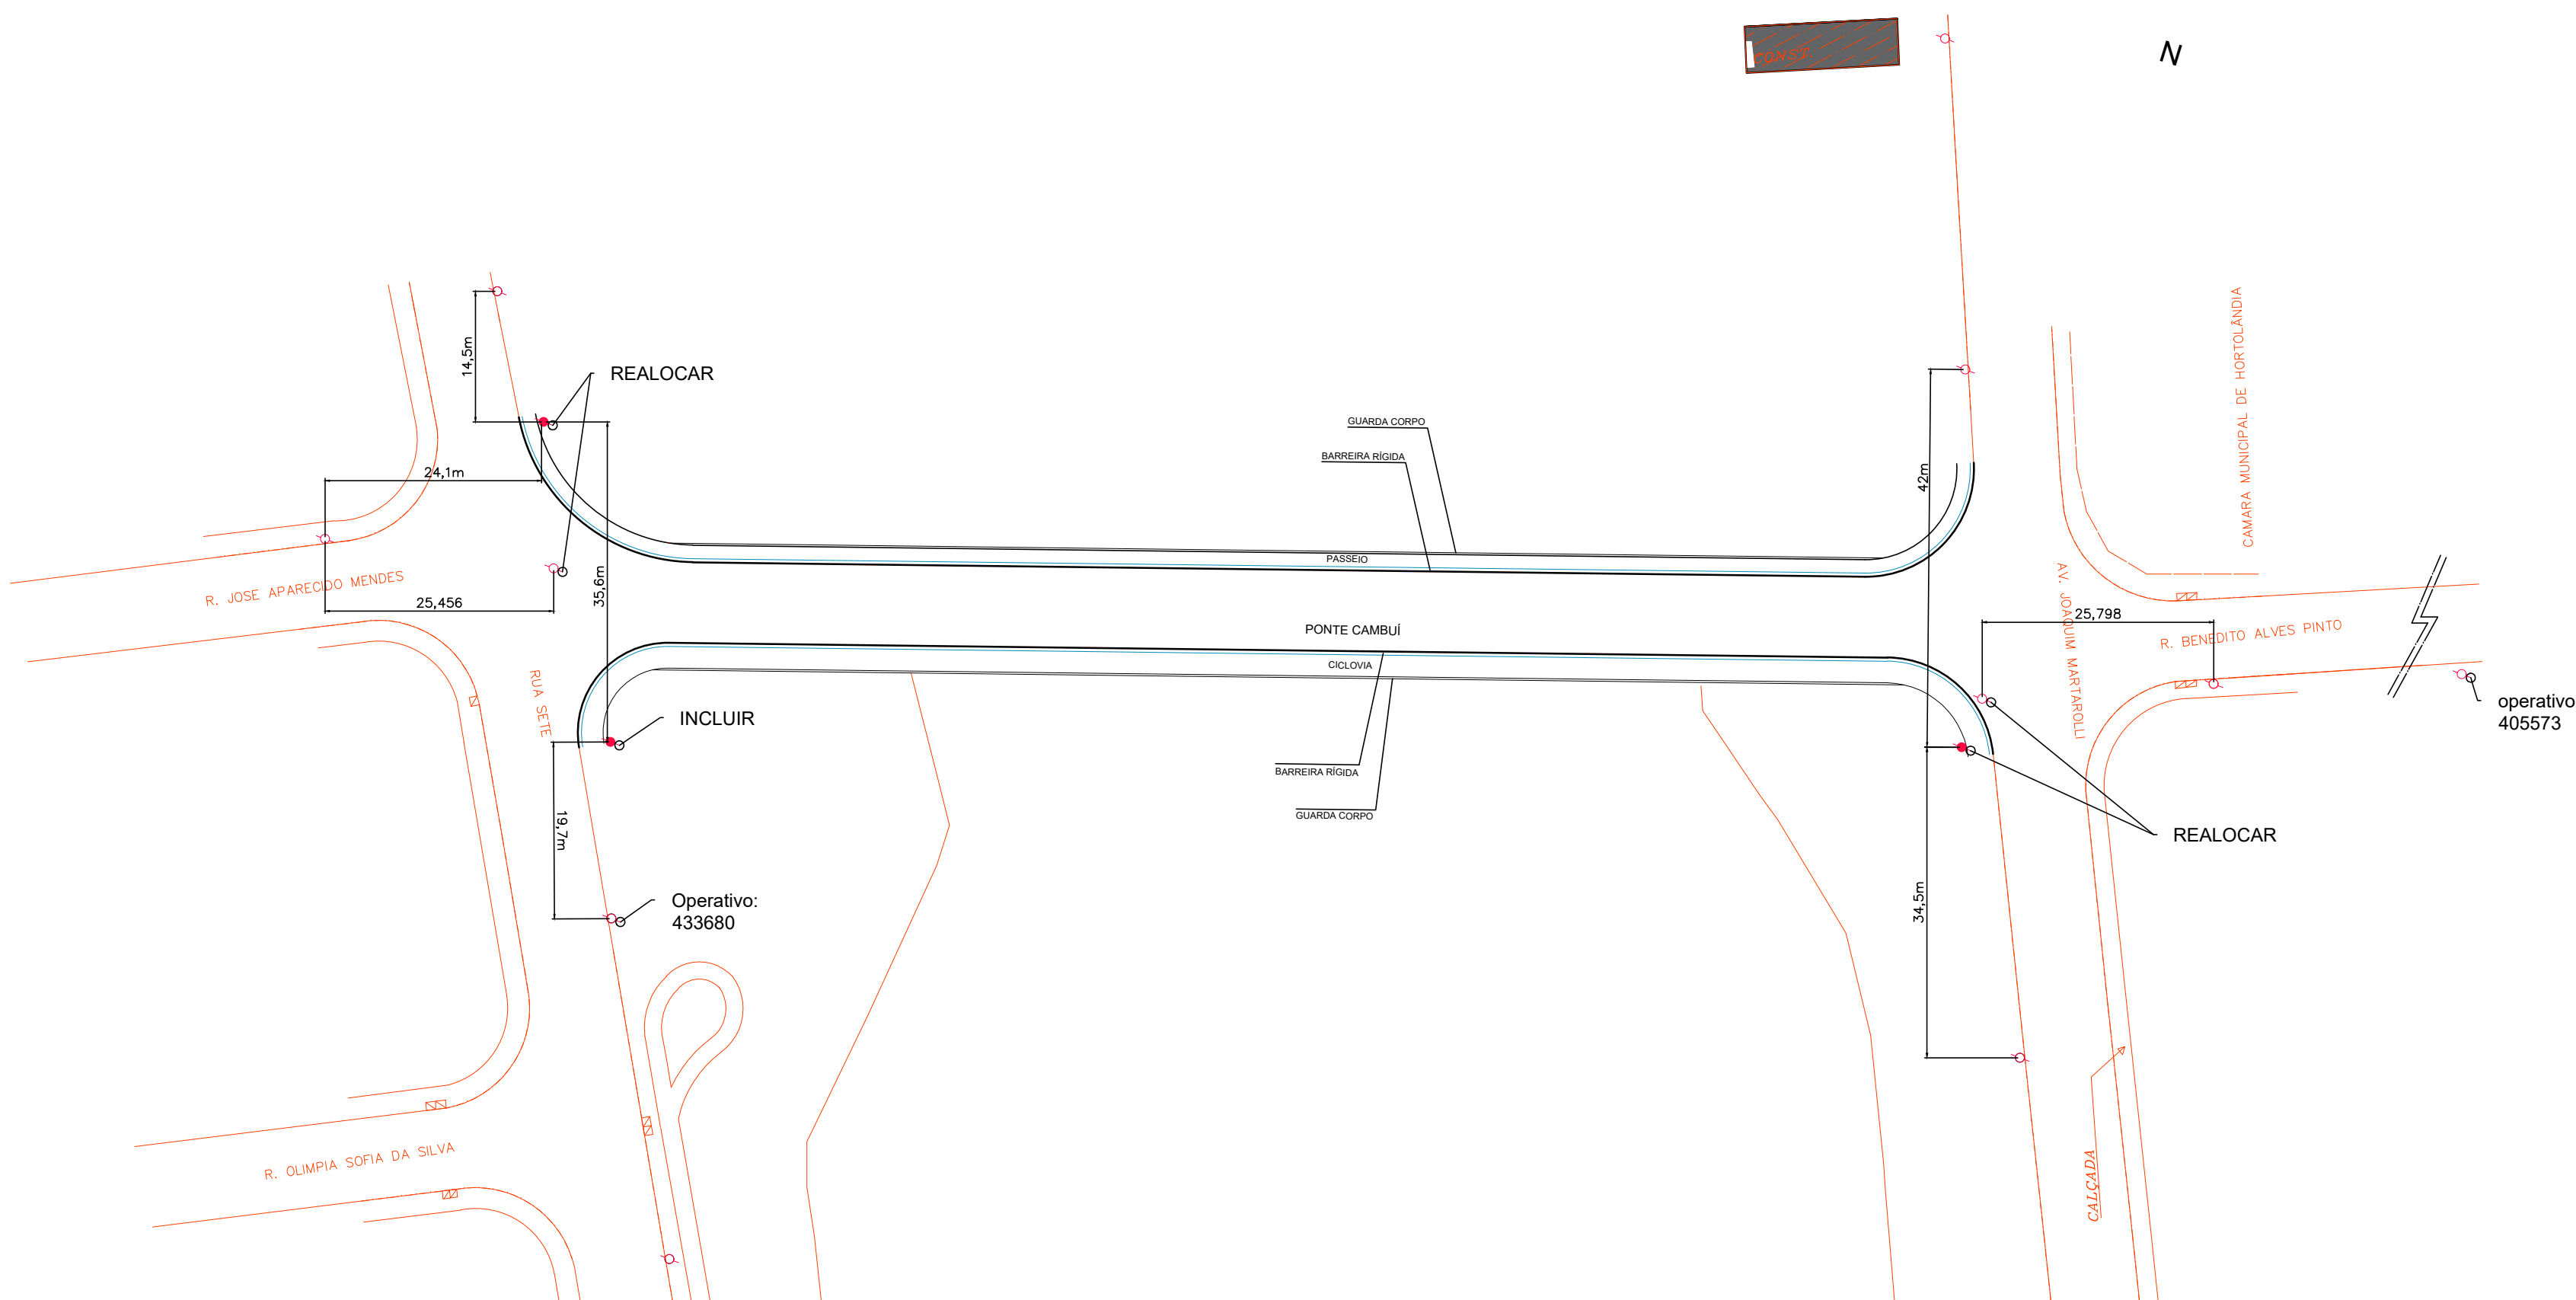 CONST
N
CAMARA MUNICIPAL DE HORTOLÂNDIA
14,5m
REALOCAR
GUARDA CORPO
BARREIRA RÍGIDA
42m
24,1m
PASSEIO
35,6m
R. JOSE APARECIDO MENDES
25,456
PONTE CAMBUÍ
AV. JOAQUIM MARTAROLLI
25,798
R. BENEDITO ALVES PINTO
CICLOVIA
RUA SETE
INCLUIR
operativo
405573
BARREIRA RÍGIDA
GUARDA CORPO
19,7m
REALOCAR
Operativo:
433680
34,5m
R. OLIMPIA SOFIA DA SILVA
CALÇADA